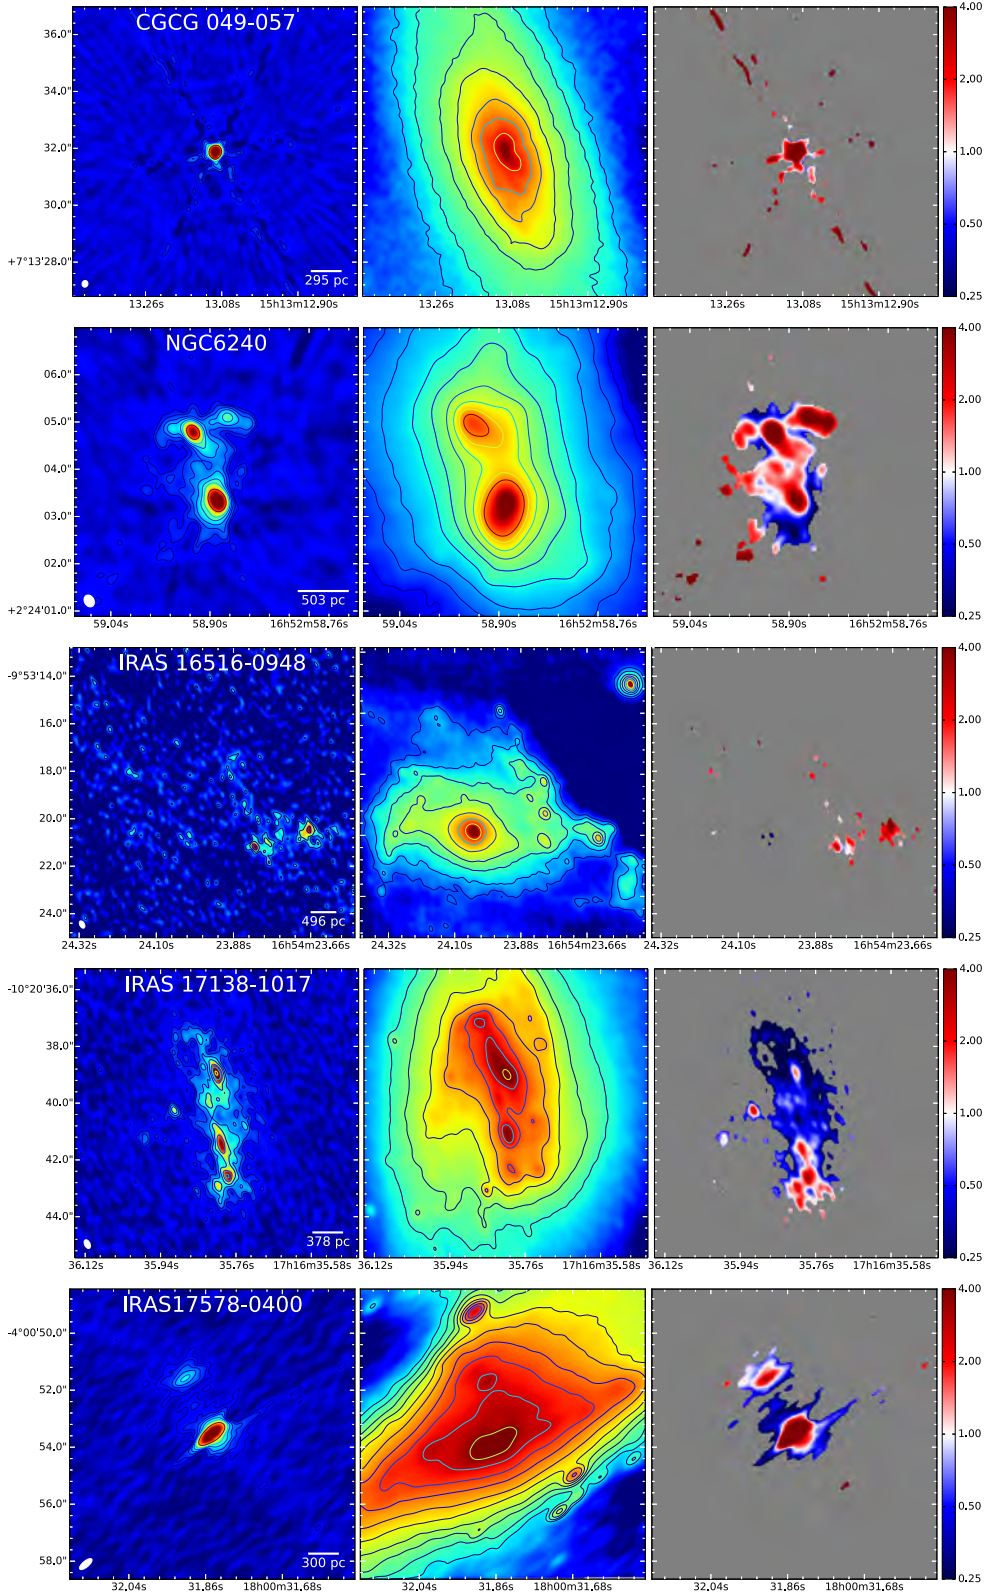 CGCG 049-057
36.0"
34.0"
32.0"
30.0"
+7°13'28.0"
295 pc
13.26s 13.08 15h13m12.90s
13.26s 13.08 15h13m12.90s
13.26s 13.08 15h13m12.90s
4.00
2.00
1.00
0.50
0.25
NGC6240
06.0"
05.0"
04.0"
03.0"
02.0"
+2°24'01.0"
503 pc
59.04s 58.90 16h52m58.76s
59.04s 58.90 16h52m58.76s
59.04s 58.90 16h52m58.76s
4.00
2.00
1.00
0.50
0.25
IRAS 16516-0948
-9°53'14.0"
16.0"
18.0"
20.0"
22.0"
24.0"
496 pc
24.32s 24.10s 23.88s 16h54m23.66s
24.32s 24.10s 23.88s 16h54m23.66s
24.32s 24.10s 23.88s 16h54m23.66s
4.00
2.00
1.00
0.50
0.25
IRAS 17138-1017
-10°20'36.0"
38.0"
40.0"
42.0"
44.0"
378 pc
36.12s 35.94s 35.76s 17h16m35.58s
36.12s 35.94s 35.76s 17h16m35.58s
36.12s 35.94s 35.76s 17h16m35.58s
4.00
2.00
1.00
0.50
0.25
IRAS17578-0400
-4°00'50.0"
52.0"
54.0"
56.0"
58.0"
300 pc
32.04s 31.86s 18h00m31.68s
32.04s 31.86s 18h00m31.68s
32.04s 31.86s 18h00m31.68s
4.00
2.00
1.00
0.50
0.25